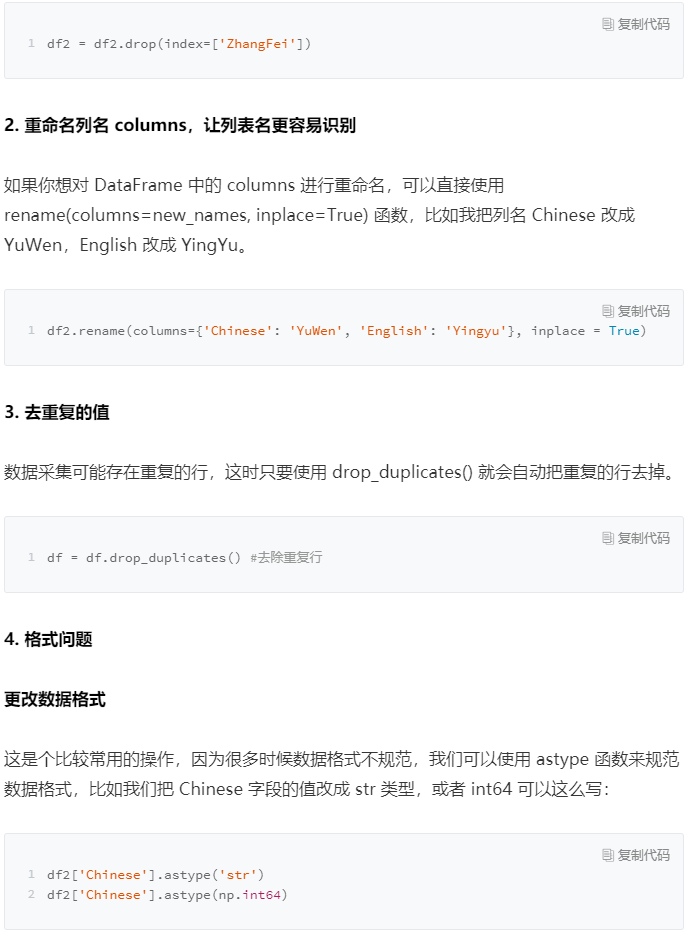 复制代码
1 df2 = df2.drop(index=['ZhangFei'])
2. 重命名列名 columns，让列表名更容易识别
如果你想对 DataFrame 中的 columns 进行重命名，可以直接使用
rename(columns=new_names, inplace=True) 函数，比如我把列名 Chinese 改成
YuWen，English 改成 YingYu。
复制代码
1 df2.rename(columns={'Chinese': 'YuWen', 'English': 'Yingyu'}, inplace = True)
3. 去重复的值
数据采集可能存在重复的行，这时只要使用 drop_duplicates() 就会自动把重复的行去掉。
复制代码
1 df = df.drop_duplicates() #去除重复行
4. 格式问题
更改数据格式
这是个比较常用的操作，因为很多时候数据格式不规范，我们可以使用 astype 函数来规范
数据格式，比如我们把 Chinese 字段的值改成 str 类型，或者 int64 可以这么写：
复制代码
1 df2['Chinese'].astype('str')
2 df2['Chinese'].astype(np.int64)